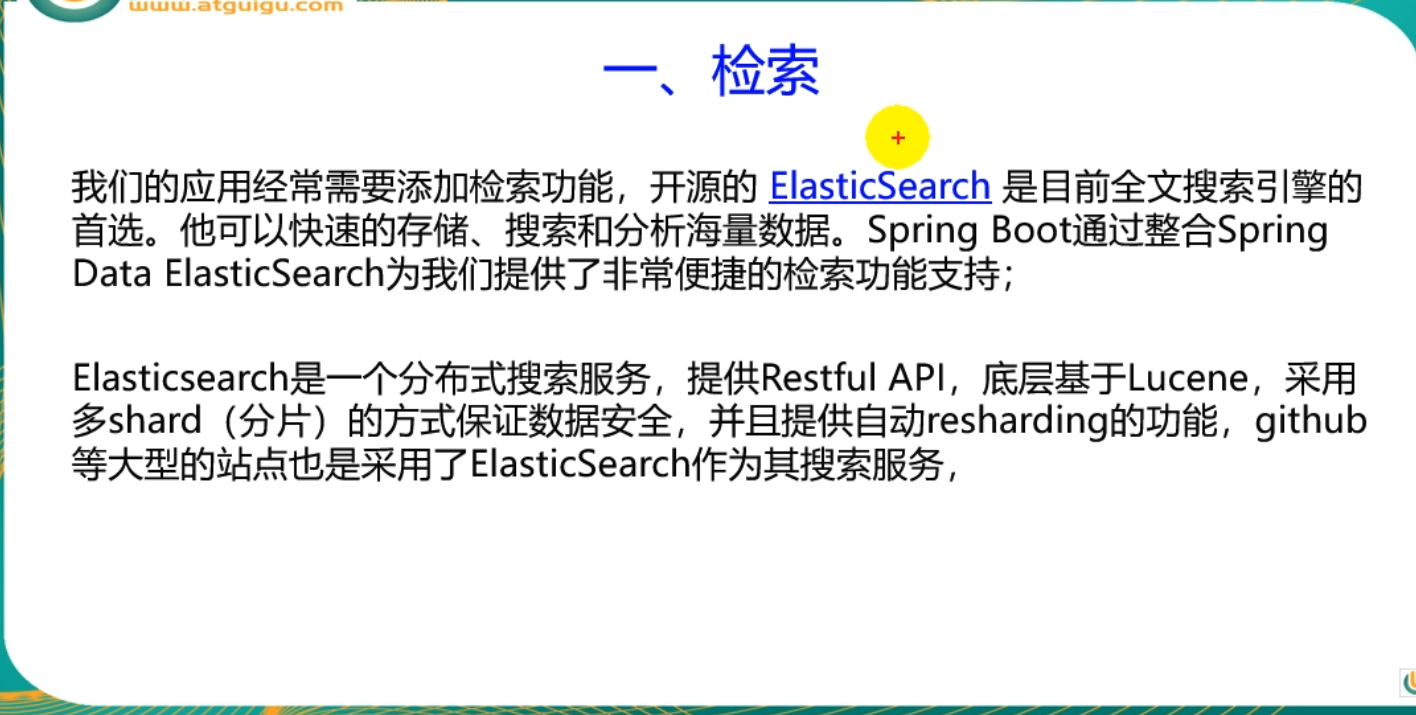 www.atguigu.com
一、检索
我们的应用经常需要添加检索功能，开源的 ElasticSearch 是目前全文搜索引擎的
首选。他可以快速的存储、搜索和分析海量数据。Spring Boot通过整合Spring
Data ElasticSearch为我们提供了非常便捷的检索功能支持；
Elasticsearch是一个分布式搜索服务，提供Restful API，底层基于Lucene，采用
多shard（分片）的方式保证数据安全，并且提供自动resharding的功能，github
等大型的站点也是采用了ElasticSearch作为其搜索服务，